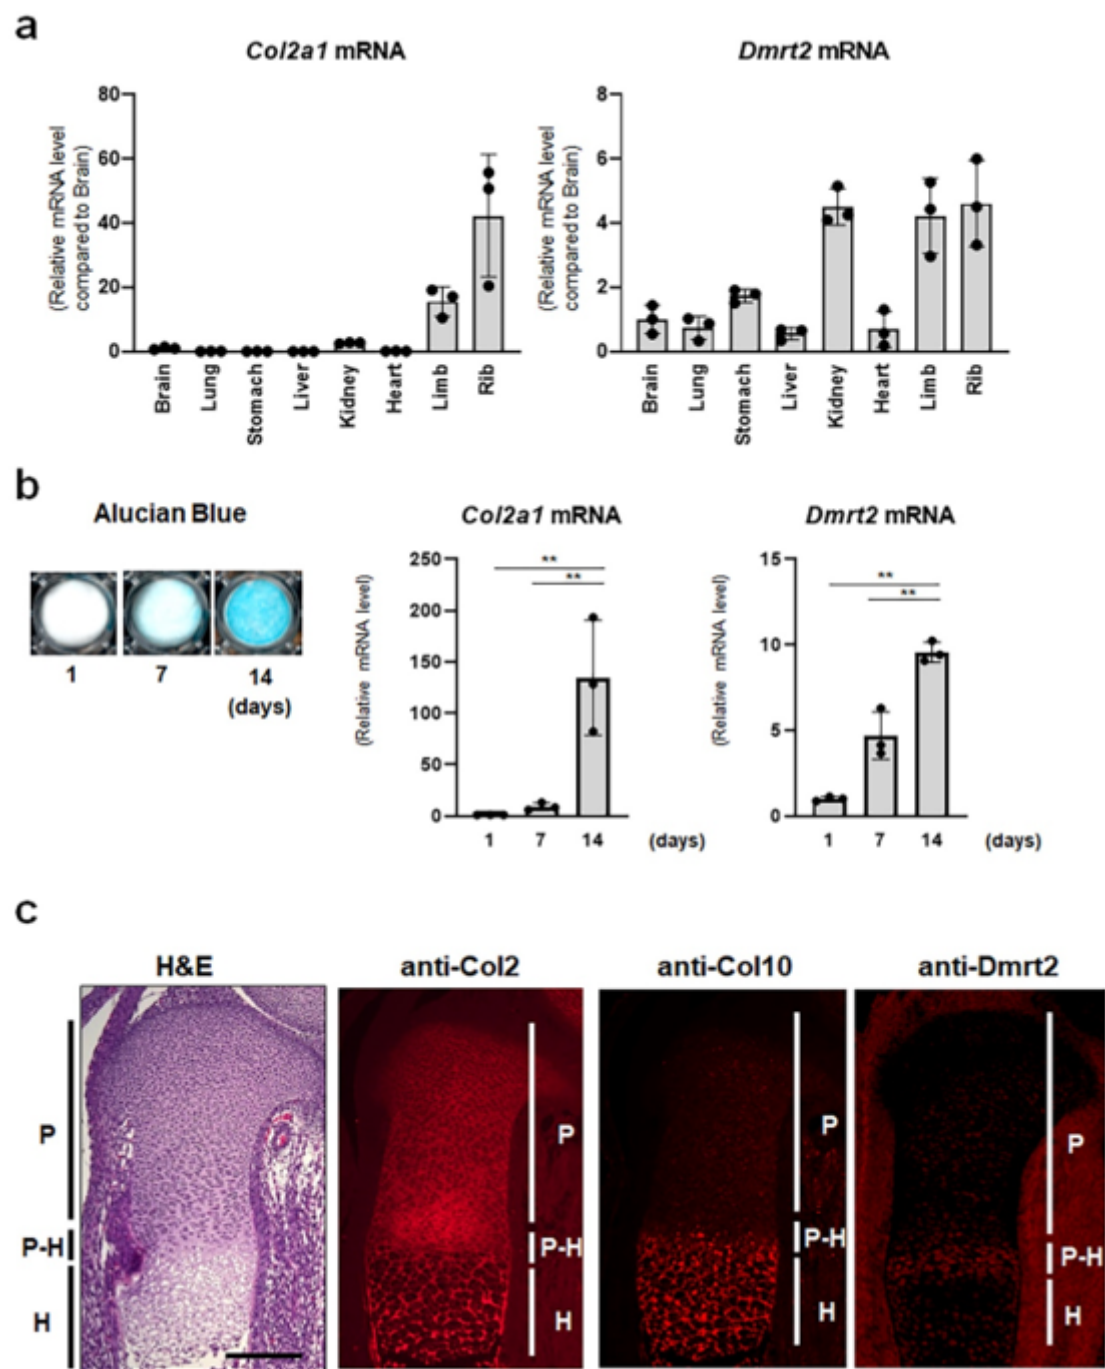 a
Col2a1 mRNA
Dmrt2 mRNA
(Relative mRNA level
compared to Brain)
80
60
40
20
0
Brain
Lung
Stomach
Liver
Kidney
Heart
Limb
Rib
(Relative mRNA level
compared to Brain)
8
6
4
2
0
Brain
Lung
Stomach
Liver
Kidney
Heart
Limb
Rib
b
Alucian Blue
1
7
14
(days)
Col2a1 mRNA
(Relative mRNA level)
250
200
150
100
50
0
**
**
1
7
14
(days)
Dmrt2 mRNA
(Relative mRNA level)
15
10
5
0
**
**
1
7
14
(days)
c
H&E
anti-Col2
anti-Col10
anti-Dmrt2
P
P-H
H
P
P-H
H
P
P-H
H
P
P-H
H